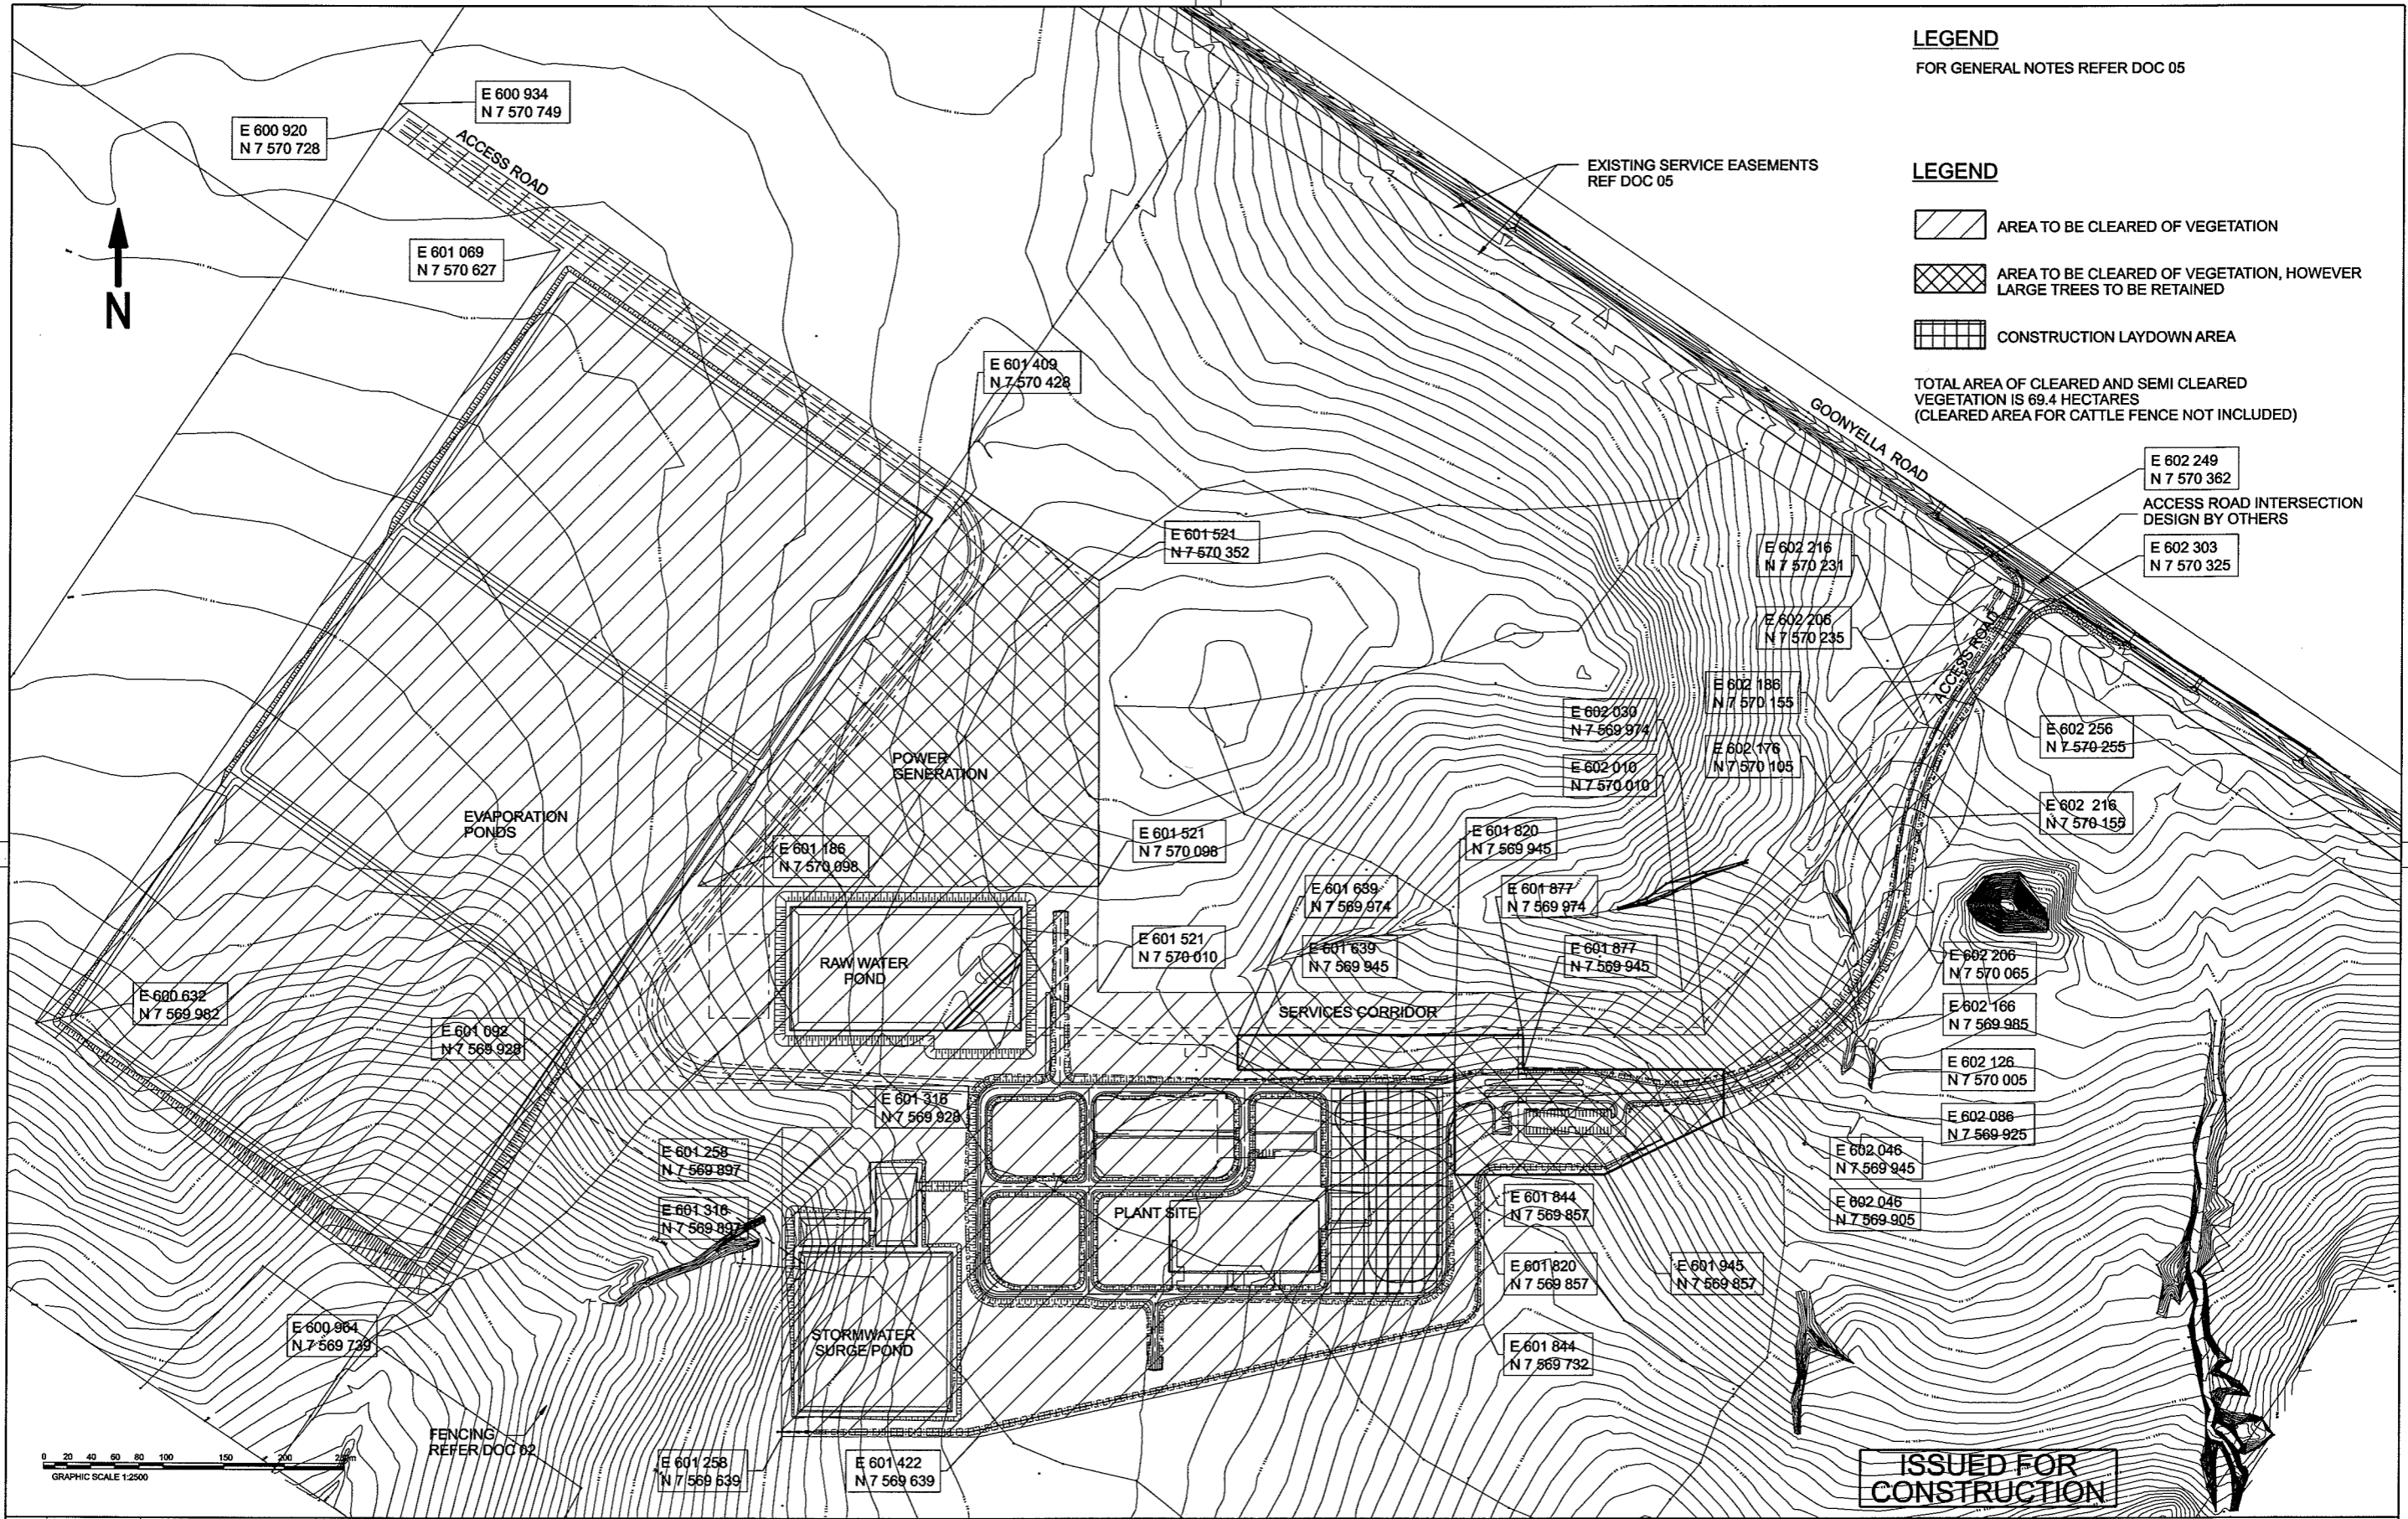 LEGEND
FOR GENERAL NOTES REFER DOC 05
E 600 934
N 7 570 749
E 600 920
N 7 570 728
ACCESS ROAD
EXISTING SERVICE EASEMENTS
REF DOC 05
LEGEND
AREA TO BE CLEARED OF VEGETATION
AREA TO BE CLEARED OF VEGETATION, HOWEVER
LARGE TREES TO BE RETAINED
CONSTRUCTION LAYDOWN AREA
TOTAL AREA OF CLEARED AND SEMI CLEARED
VEGETATION IS 69.4 HECTARES
(CLEARED AREA FOR CATTLE FENCE NOT INCLUDED)
E 601 069
N 7 570 627
N
E 601 409
N 7 570 428
GOONYELLA ROAD
E 602 249
N 7 570 362
ACCESS ROAD INTERSECTION
DESIGN BY OTHERS
E 602 303
N 7 570 325
E 601 521
N 7 570 352
E 602 216
N 7 570 231
E 602 206
N 7 570 235
ACCESS ROAD
E 602 186
N 7 570 155
E 602 030
N 7 569 974
E 602 176
N 7 570 105
E 602 010
N 7 570 010
E 602 256
N 7 570 255
E 602 216
N 7 570 155
POWER
GENERATION
EVAPORATION
PONDS
E 601 186
N 7 570 098
E 601 521
N 7 570 098
E 601 820
N 7 569 945
E 601 639
N 7 569 974
E 601 877
N 7 569 974
E 601 521
N 7 570 010
E 601 639
N 7 569 945
E 601 877
N 7 569 945
RAW WATER
POND
SERVICES CORRIDOR
E 602 206
N 7 570 065
E 602 166
N 7 569 985
E 602 126
N 7 570 005
E 602 086
N 7 569 925
E 602 046
N 7 569 945
E 602 046
N 7 569 905
E 600 632
N 7 569 982
E 601 092
N 7 569 928
E 601 316
N 7 569 928
E 601 258
N 7 569 897
E 601 316
N 7 569 897
PLANT SITE
E 601 844
N 7 569 857
E 601 820
N 7 569 857
E 601 945
N 7 569 857
E 601 844
N 7 569 732
E 600 964
N 7 569 739
STORMWATER
SURGE POND
FENCING
REFER DOC 02
E 601 258
N 7 569 639
E 601 422
N 7 569 639
0 20 40 60 80 100 150 200 250m
GRAPHIC SCALE 1:2500
ISSUED FOR
CONSTRUCTION